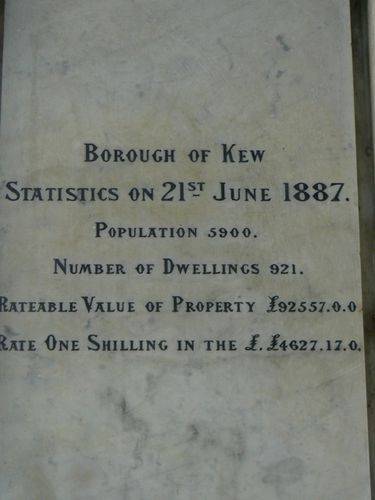 Borough of Kew
Statistics on 21st June 1887.
Population 5900.
Number of Dwellings 921.
Rateable Value of Property £92557.0.0
Rate One Shilling in the £. £4627.17.0.